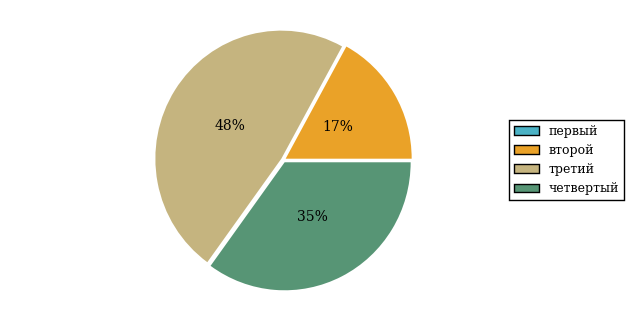 48%
17%
35%
первый
второй
третий
четвертый